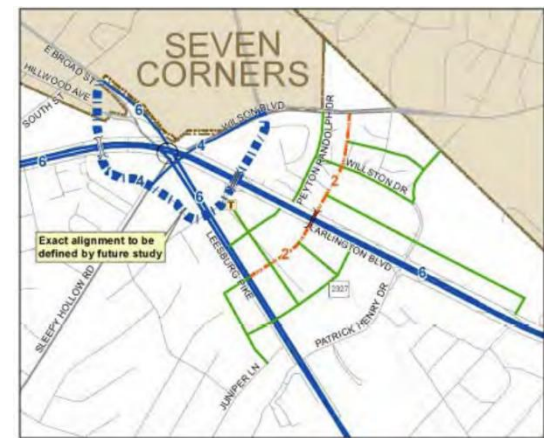 SEVEN
CORNERS
E BROAD ST
HILLWOOD AVE
SOUTH ST
6
WILSON BLVD
4
6
6
4
6
PEYTON RANDOLPH DR
2
WILLSTON DR
T
ARLINGTON BLVD
6
2
Exact alignment to be
defined by future study
LEESBURG PIKE
SLEEPY HOLLOW RD
2327
PATRICK HENRY DR
JUNIPER LN
6